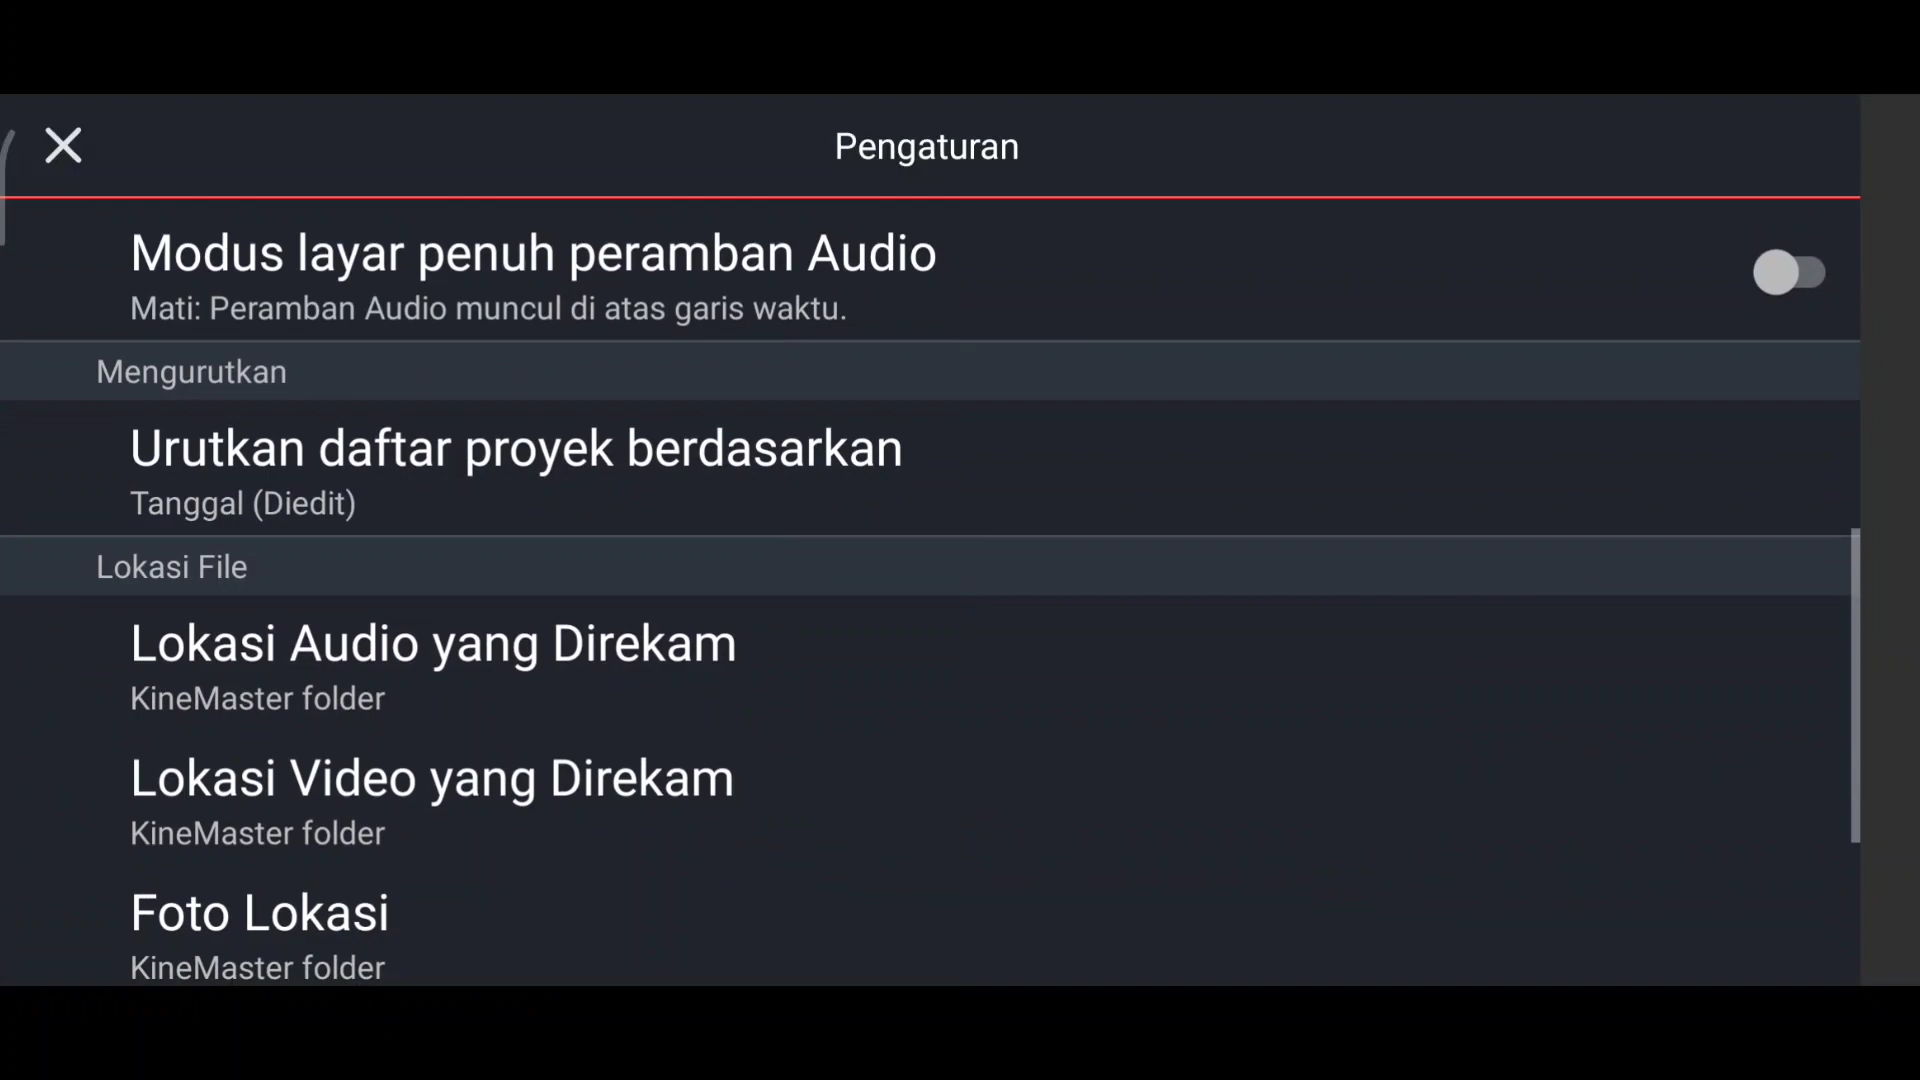 Pengaturan
Modus layar penuh peramban Audio
Mati: Peramban Audio muncul di atas garis waktu.
Mengurutkan
Urutkan daftar proyek berdasarkan
Tanggal (Diedit)
Lokasi File
Lokasi Audio yang Direkam
KineMaster folder
Lokasi Video yang Direkam
KineMaster folder
Foto Lokasi
KineMaster folder